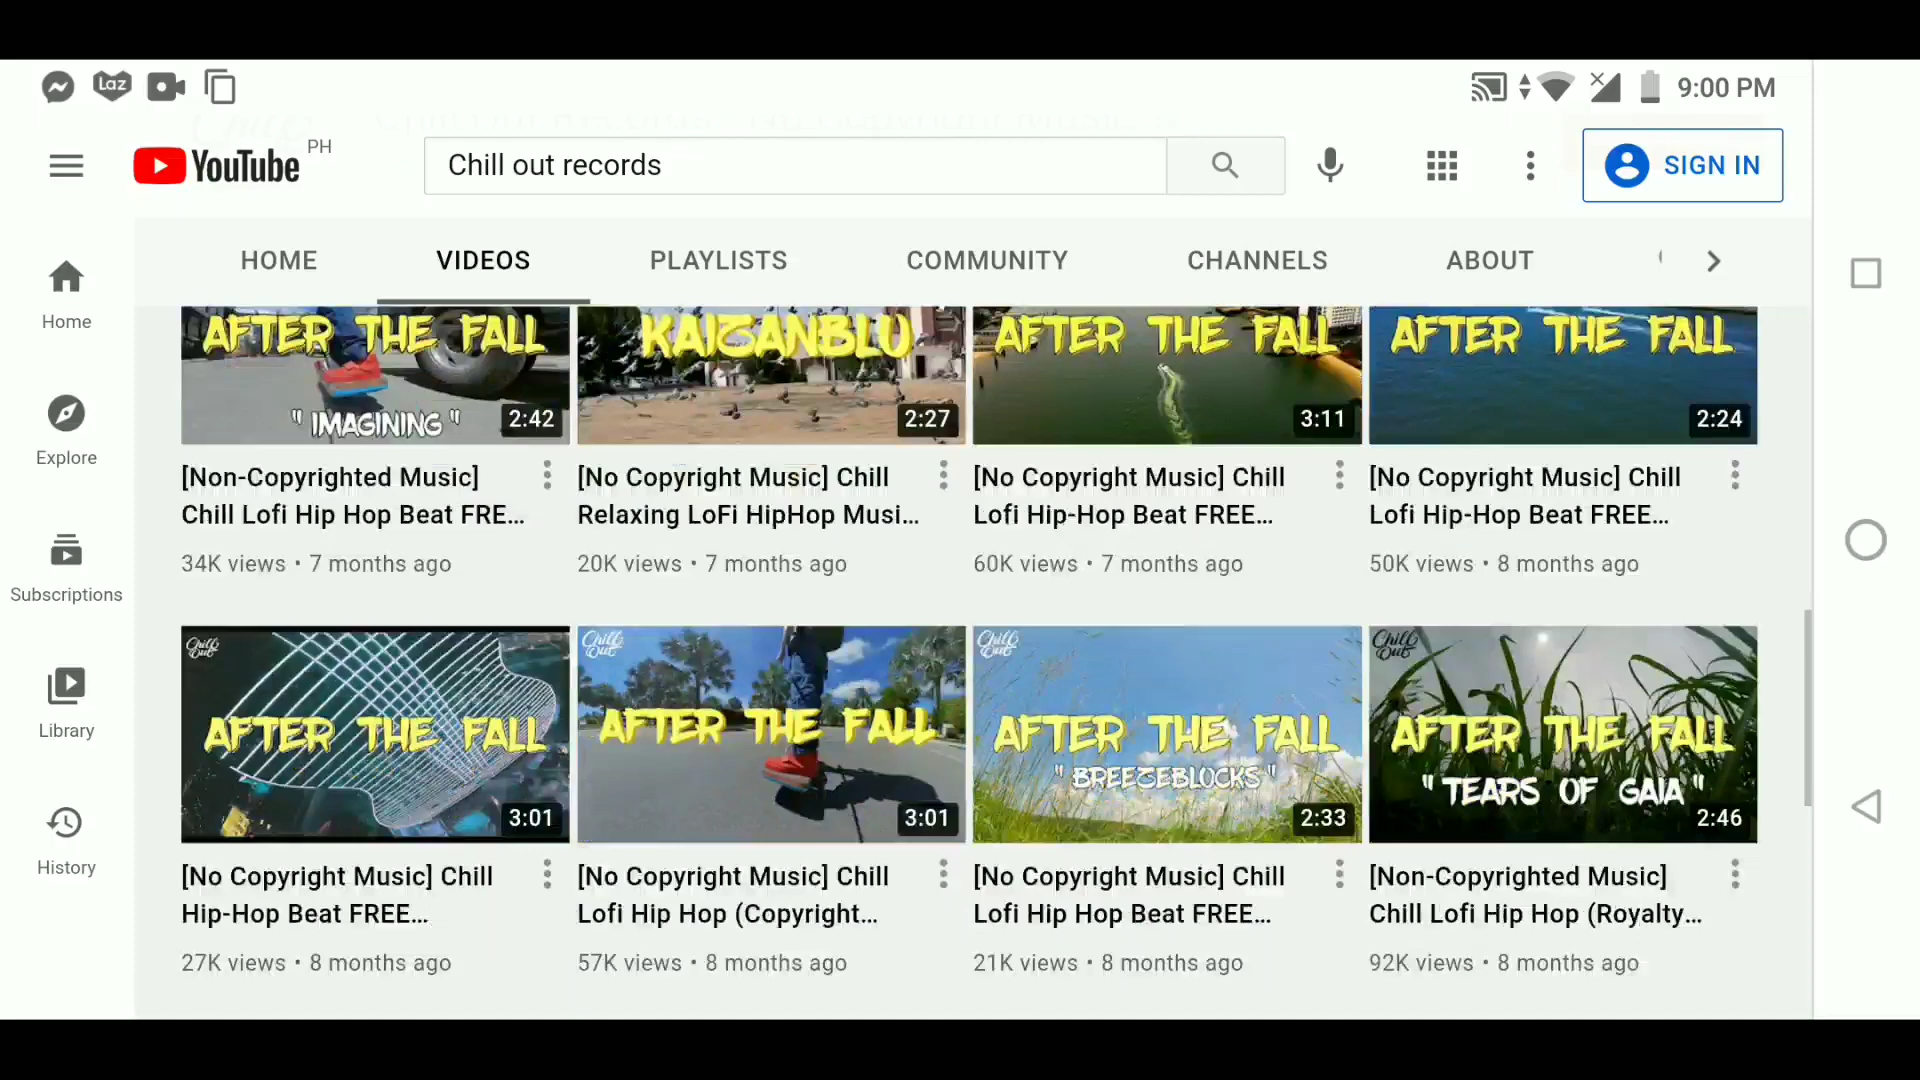 Laz
9:00 PM
YouTube PH
Chill out records
SIGN IN
HOME VIDEOS PLAYLISTS COMMUNITY CHANNELS ABOUT
Home
Explore
Subscriptions
Library
History
AFTER THE FALL
" IMAGINING "
2:42
[Non-Copyrighted Music]
Chill Lofi Hip Hop Beat FRE...
34K views • 7 months ago
KAIZANBLU
2:27
[No Copyright Music] Chill
Relaxing LoFi HipHop Musi...
20K views • 7 months ago
AFTER THE FALL
3:11
[No Copyright Music] Chill
Lofi Hip-Hop Beat FREE...
60K views • 7 months ago
AFTER THE FALL
2:24
[No Copyright Music] Chill
Lofi Hip-Hop Beat FREE...
50K views • 8 months ago
Chill
Out
AFTER THE FALL
3:01
[No Copyright Music] Chill
Hip-Hop Beat FREE...
27K views • 8 months ago
Chill
Out
AFTER THE FALL
3:01
[No Copyright Music] Chill
Lofi Hip Hop (Copyright...
57K views • 8 months ago
Chill
Out
AFTER THE FALL
" BREEZEBLOCKS "
2:33
[No Copyright Music] Chill
Lofi Hip Hop Beat FREE...
21K views • 8 months ago
Chill
Out
AFTER THE FALL
" TEARS OF GAIA "
2:46
[Non-Copyrighted Music]
Chill Lofi Hip Hop (Royalty...
92K views • 8 months ago